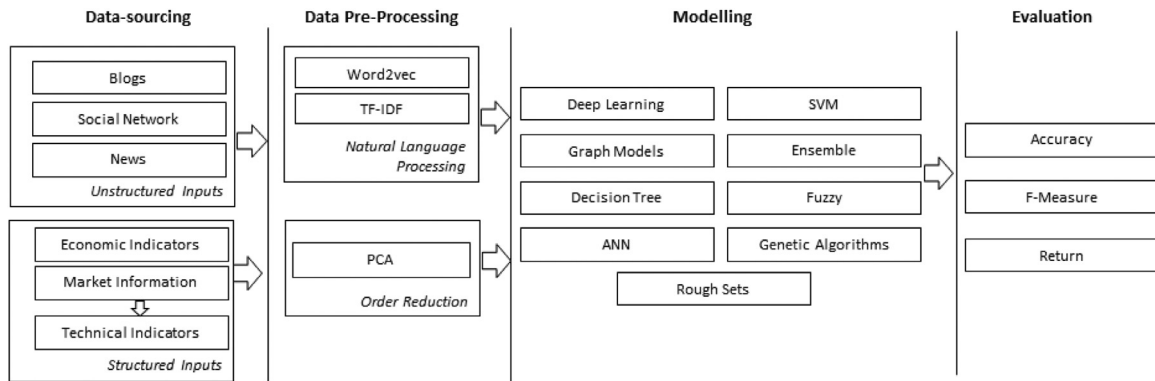 Data-sourcing
Blogs
Social Network
News
Unstructured Inputs
Economic Indicators
Market Information
Technical Indicators
Structured Inputs
Data Pre-Processing
Word2vec
TF-IDF
Natural Language
Processing
PCA
Order Reduction
Modelling
Deep Learning
SVM
Graph Models
Ensemble
Decision Tree
Fuzzy
ANN
Genetic Algorithms
Rough Sets
Evaluation
Accuracy
F-Measure
Return